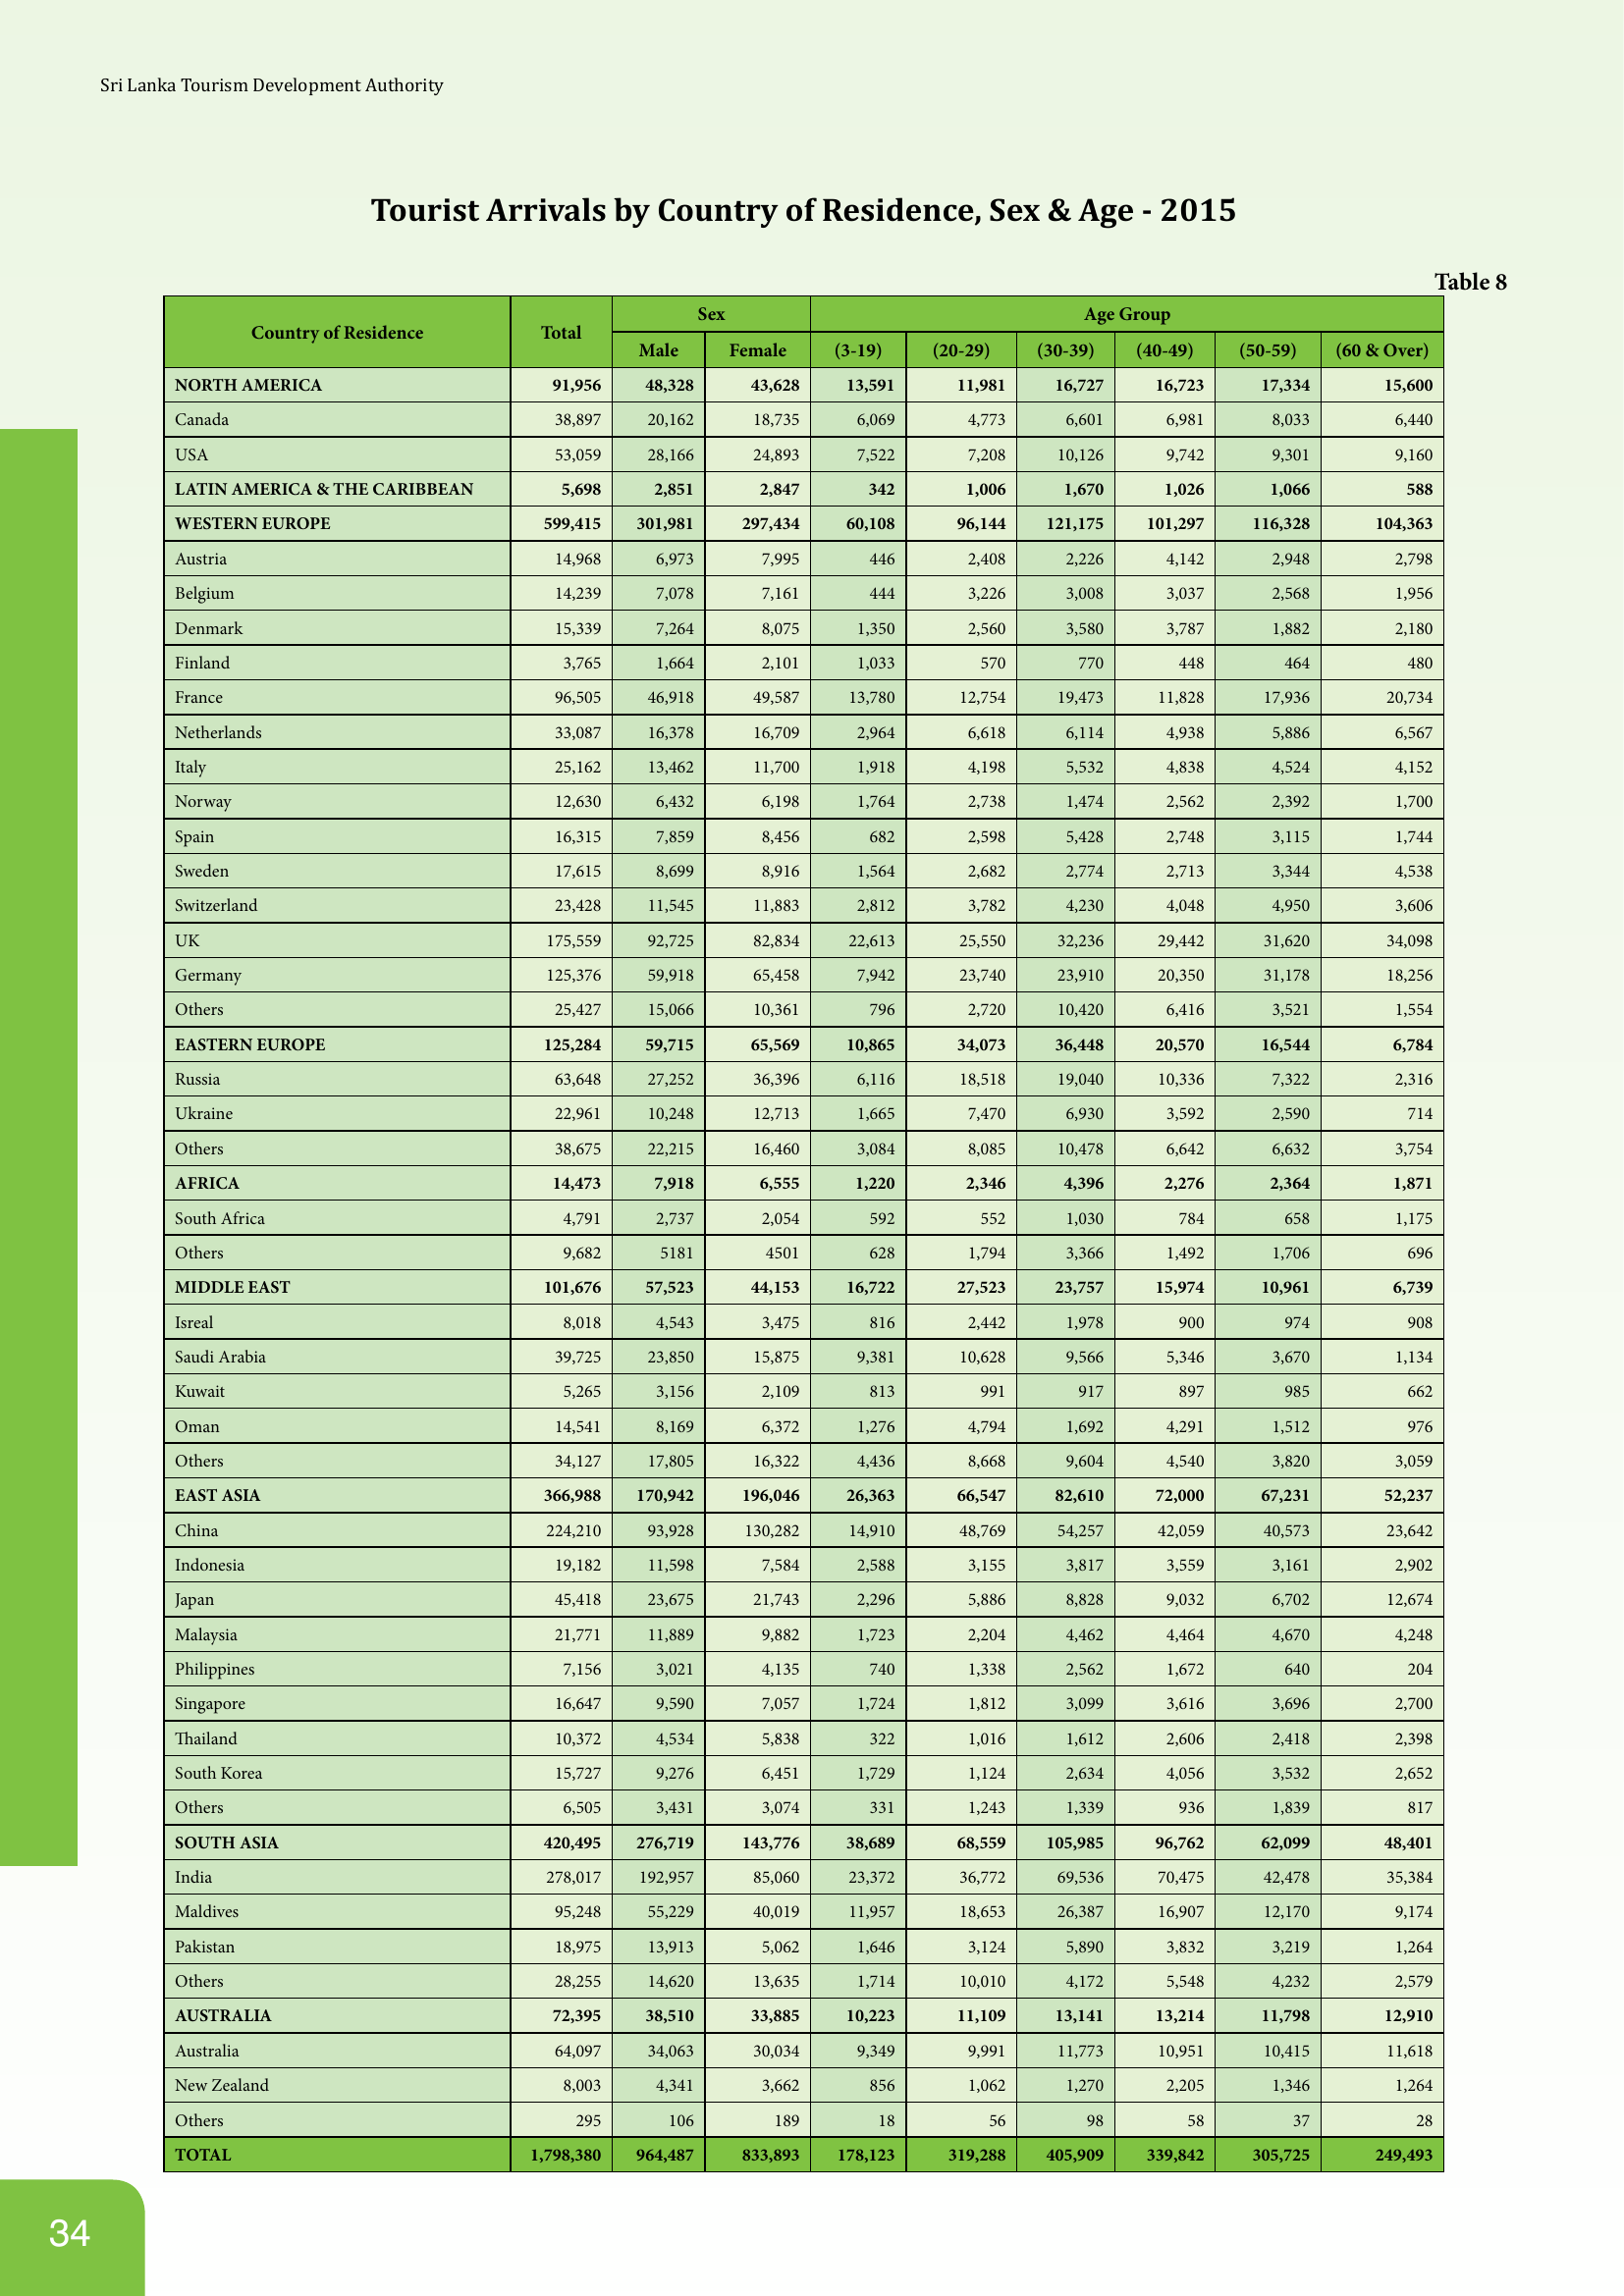 Sri Lanka Tourism Development Authority
Tourist Arrivals by Country of Residence, Sex & Age - 2015
Table 8
Country of Residence Total Sex Age Group
Male Female (3-19) (20-29) (30-39) (40-49) (50-59) (60 & Over)
NORTH AMERICA 91,956 48,328 43,628 13,591 11,981 16,727 16,723 17,334 15,600
Canada 38,897 20,162 18,735 6,069 4,773 6,601 6,981 8,033 6,440
USA 53,059 28,166 24,893 7,522 7,208 10,126 9,742 9,301 9,160
LATIN AMERICA & THE CARIBBEAN 5,698 2,851 2,847 342 1,006 1,670 1,026 1,066 588
WESTERN EUROPE 599,415 301,981 297,434 60,108 96,144 121,175 101,297 116,328 104,363
Austria 14,968 6,973 7,995 446 2,408 2,226 4,142 2,948 2,798
Belgium 14,239 7,078 7,161 444 3,226 3,008 3,037 2,568 1,956
Denmark 15,339 7,264 8,075 1,350 2,560 3,580 3,787 1,882 2,180
Finland 3,765 1,664 2,101 1,033 570 770 448 464 480
France 96,505 46,918 49,587 13,780 12,754 19,473 11,828 17,936 20,734
Netherlands 33,087 16,378 16,709 2,964 6,618 6,114 4,938 5,886 6,567
Italy 25,162 13,462 11,700 1,918 4,198 5,532 4,838 4,524 4,152
Norway 12,630 6,432 6,198 1,764 2,738 1,474 2,562 2,392 1,700
Spain 16,315 7,859 8,456 682 2,598 5,428 2,748 3,115 1,744
Sweden 17,615 8,699 8,916 1,564 2,682 2,774 2,713 3,344 4,538
Switzerland 23,428 11,545 11,883 2,812 3,782 4,230 4,048 4,950 3,606
UK 175,559 92,725 82,834 22,613 25,550 32,236 29,442 31,620 34,098
Germany 125,376 59,918 65,458 7,942 23,740 23,910 20,350 31,178 18,256
Others 25,427 15,066 10,361 796 2,720 10,420 6,416 3,521 1,554
EASTERN EUROPE 125,284 59,715 65,569 10,865 34,073 36,448 20,570 16,544 6,784
Russia 63,648 27,252 36,396 6,116 18,518 19,040 10,336 7,322 2,316
Ukraine 22,961 10,248 12,713 1,665 7,470 6,930 3,592 2,590 714
Others 38,675 22,215 16,460 3,084 8,085 10,478 6,642 6,632 3,754
AFRICA 14,473 7,918 6,555 1,220 2,346 4,396 2,276 2,364 1,871
South Africa 4,791 2,737 2,054 592 552 1,030 784 658 1,175
Others 9,682 5181 4501 628 1,794 3,366 1,492 1,706 696
MIDDLE EAST 101,676 57,523 44,153 16,722 27,523 23,757 15,974 10,961 6,739
Isreal 8,018 4,543 3,475 816 2,442 1,978 900 974 908
Saudi Arabia 39,725 23,850 15,875 9,381 10,628 9,566 5,346 3,670 1,134
Kuwait 5,265 3,156 2,109 813 991 917 897 985 662
Oman 14,541 8,169 6,372 1,276 4,794 1,692 4,291 1,512 976
Others 34,127 17,805 16,322 4,436 8,668 9,604 4,540 3,820 3,059
EAST ASIA 366,988 170,942 196,046 26,363 66,547 82,610 72,000 67,231 52,237
China 224,210 93,928 130,282 14,910 48,769 54,257 42,059 40,573 23,642
Indonesia 19,182 11,598 7,584 2,588 3,155 3,817 3,559 3,161 2,902
Japan 45,418 23,675 21,743 2,296 5,886 8,828 9,032 6,702 12,674
Malaysia 21,771 11,889 9,882 1,723 2,204 4,462 4,464 4,670 4,248
Philippines 7,156 3,021 4,135 740 1,338 2,562 1,672 640 204
Singapore 16,647 9,590 7,057 1,724 1,812 3,099 3,616 3,696 2,700
Thailand 10,372 4,534 5,838 322 1,016 1,612 2,606 2,418 2,398
South Korea 15,727 9,276 6,451 1,729 1,124 2,634 4,056 3,532 2,652
Others 6,505 3,431 3,074 331 1,243 1,339 936 1,839 817
SOUTH ASIA 420,495 276,719 143,776 38,689 68,559 105,985 96,762 62,099 48,401
India 278,017 192,957 85,060 23,372 36,772 69,536 70,475 42,478 35,384
Maldives 95,248 55,229 40,019 11,957 18,653 26,387 16,907 12,170 9,174
Pakistan 18,975 13,913 5,062 1,646 3,124 5,890 3,832 3,219 1,264
Others 28,255 14,620 13,635 1,714 10,010 4,172 5,548 4,232 2,579
AUSTRALIA 72,395 38,510 33,885 10,223 11,109 13,141 13,214 11,798 12,910
Australia 64,097 34,063 30,034 9,349 9,991 11,773 10,951 10,415 11,618
New Zealand 8,003 4,341 3,662 856 1,062 1,270 2,205 1,346 1,264
Others 295 106 189 18 56 98 58 37 28
TOTAL 1,798,380 964,487 833,893 178,123 319,288 405,909 339,842 305,725 249,493
34